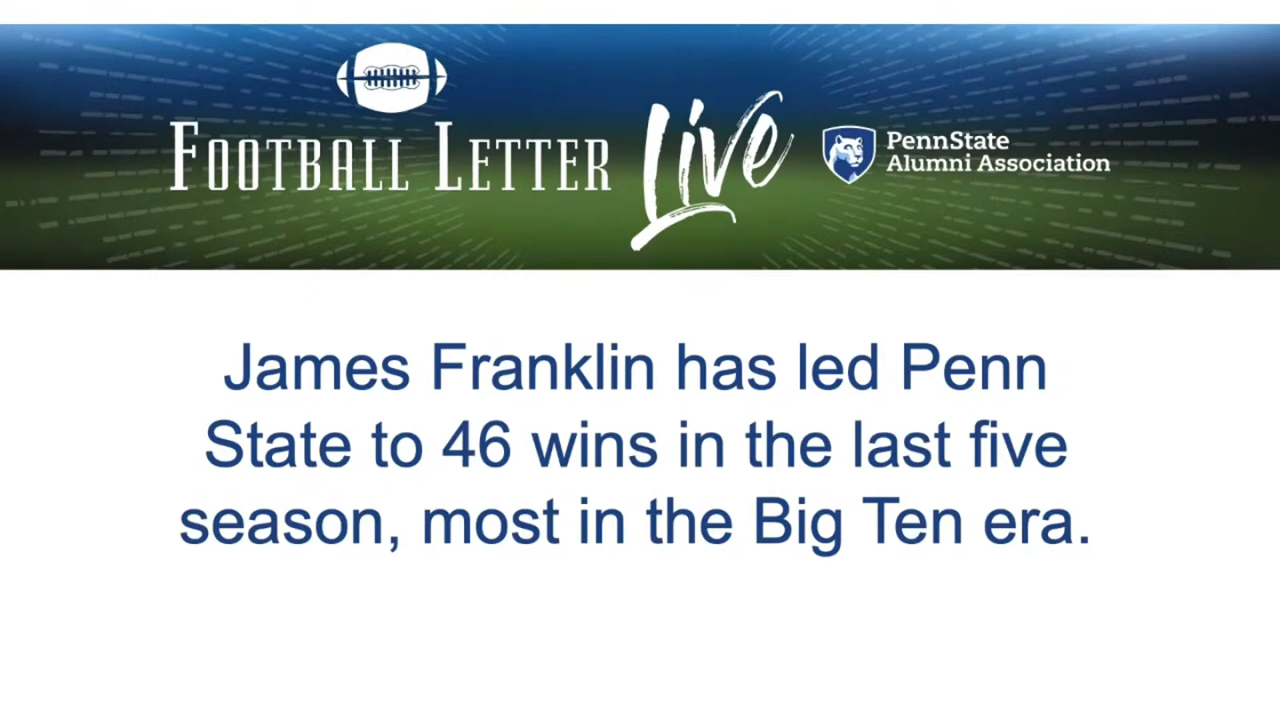 FOOTBALL LETTER Live
PennState
Alumni Association
James Franklin has led Penn
State to 46 wins in the last five
season, most in the Big Ten era.